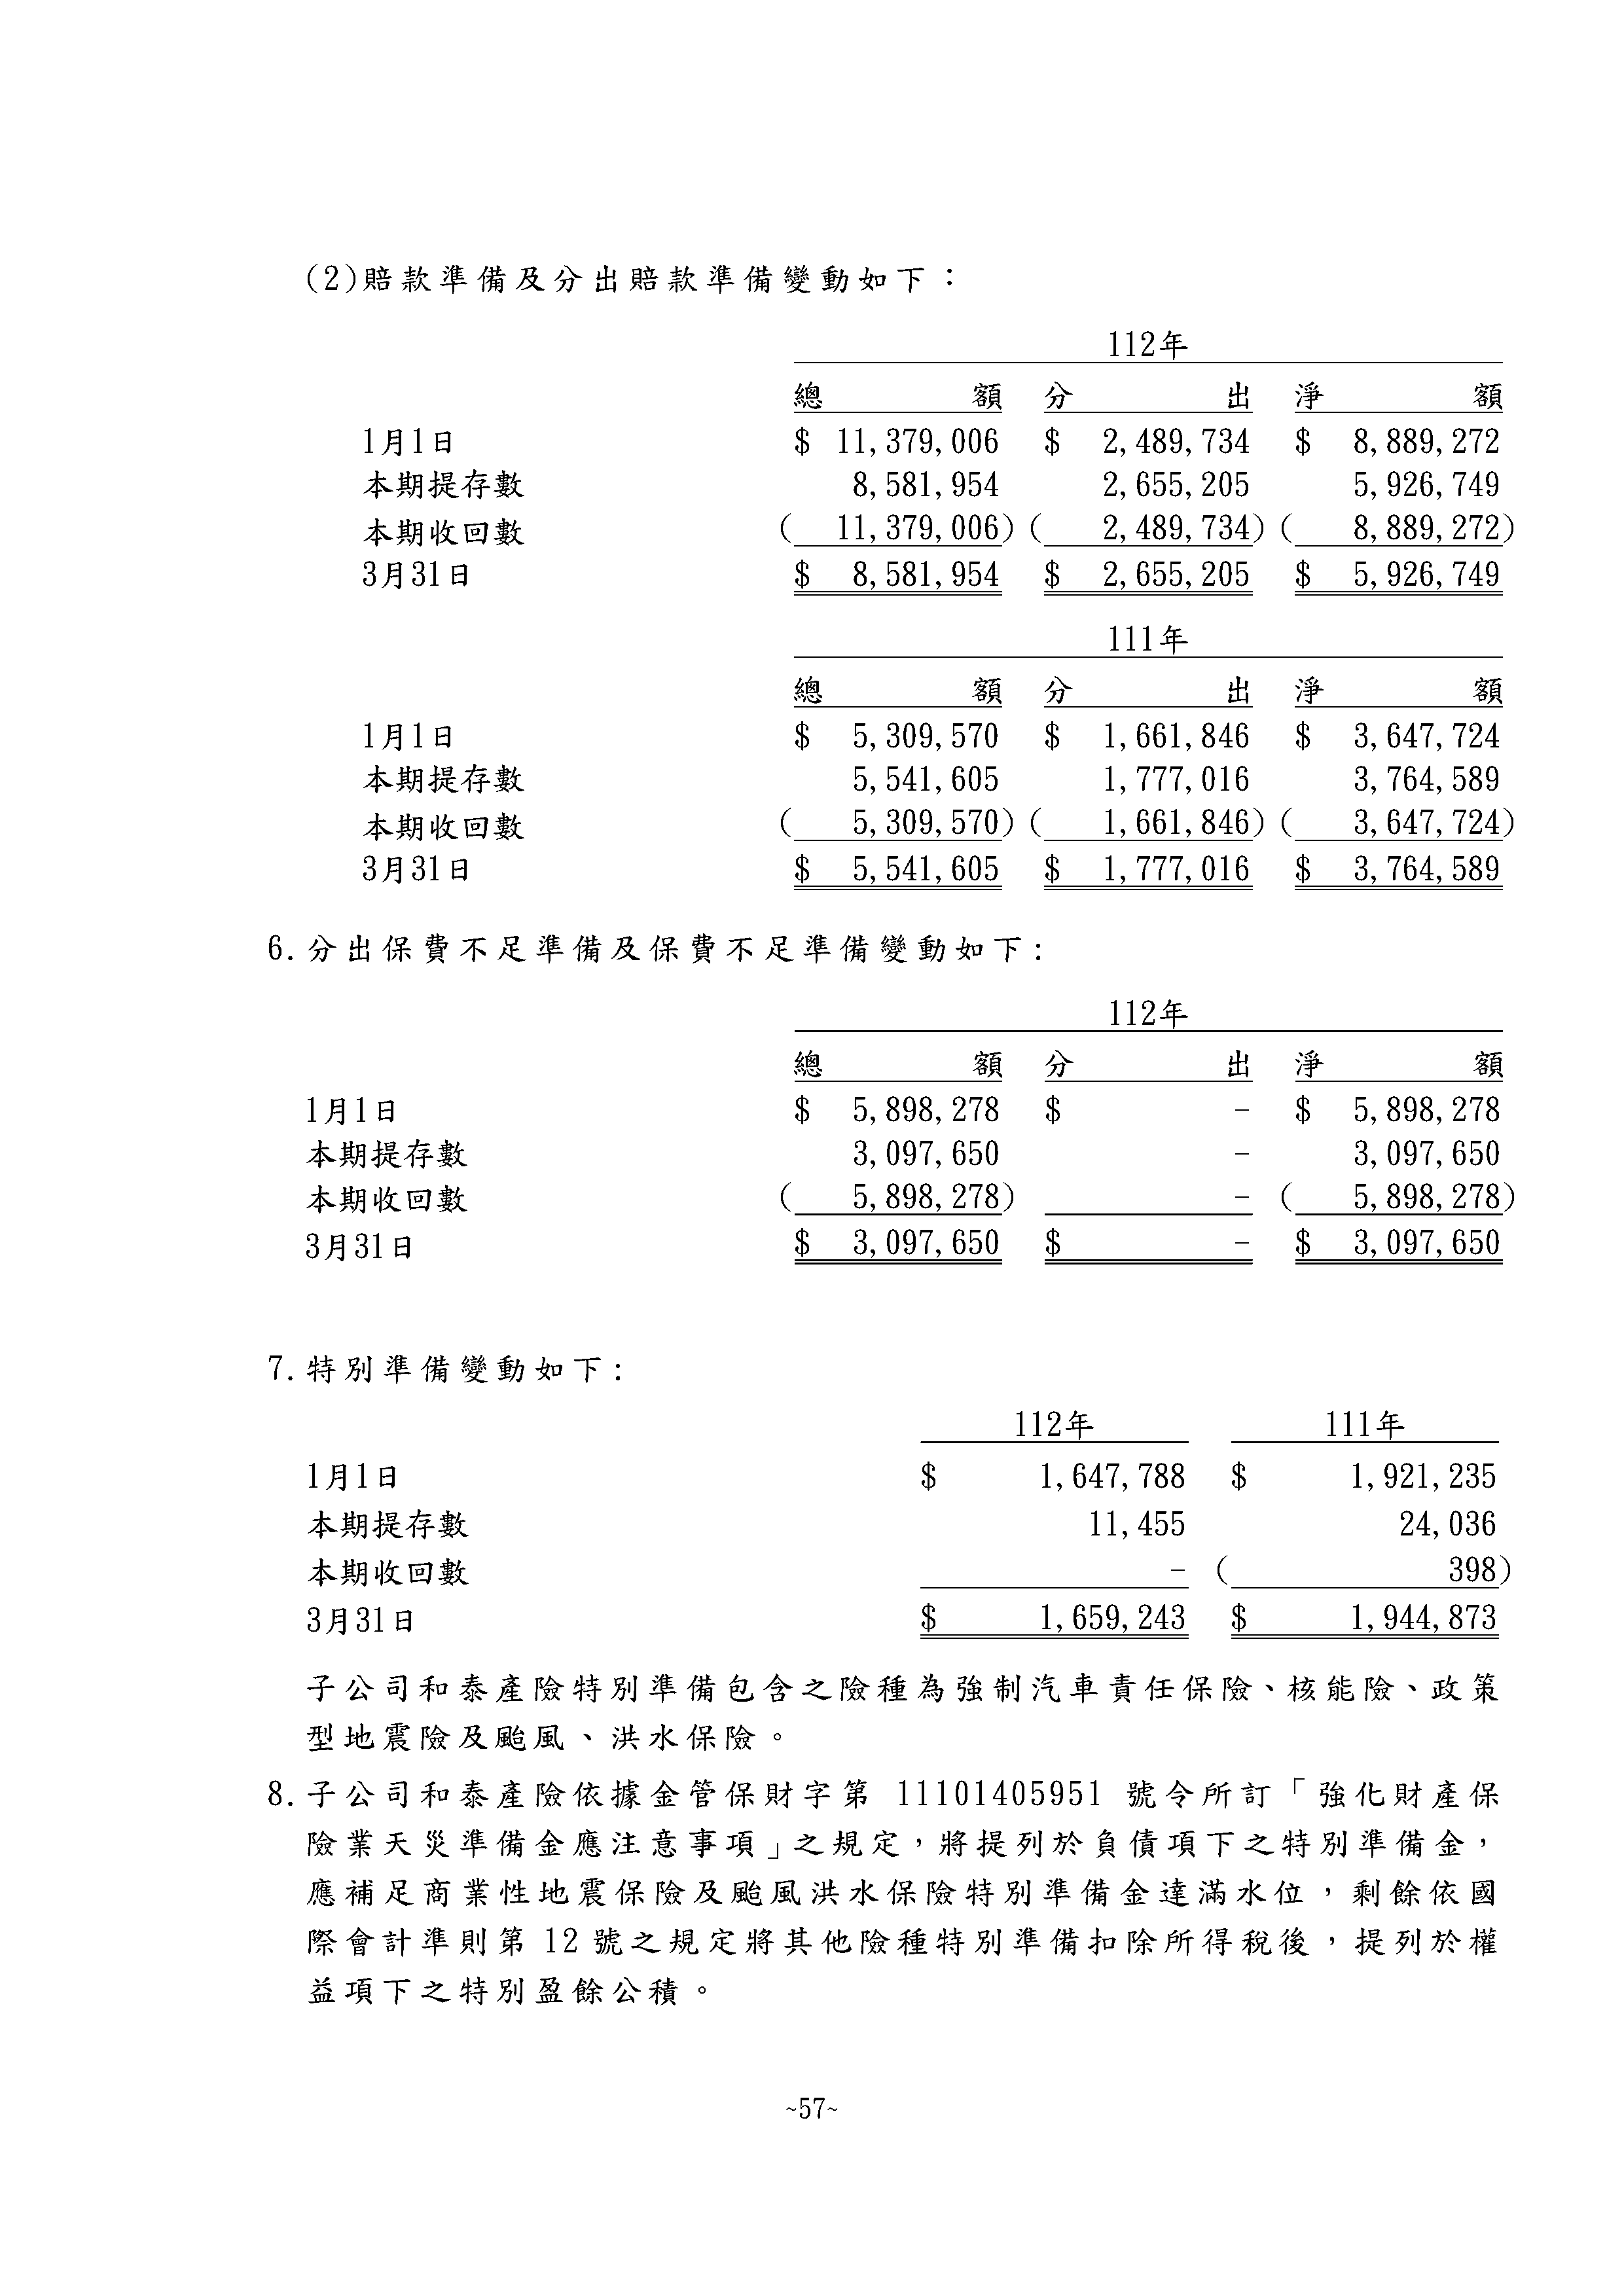 (2)賠款準備及分出賠款準備變動如下：
112年
總額 分出 淨額
1月1日 $ 11,379,006 $ 2,489,734 $ 8,889,272
本期提存數 8,581,954 2,655,205 5,926,749
本期收回數 ( 11,379,006) ( 2,489,734) ( 8,889,272)
3月31日 $ 8,581,954 $ 2,655,205 $ 5,926,749
111年
總額 分出 淨額
1月1日 $ 5,309,570 $ 1,661,846 $ 3,647,724
本期提存數 5,541,605 1,777,016 3,764,589
本期收回數 ( 5,309,570) ( 1,661,846) ( 3,647,724)
3月31日 $ 5,541,605 $ 1,777,016 $ 3,764,589
6.分出保費不足準備及保費不足準備變動如下:
112年
總額 分出 淨額
1月1日 $ 5,898,278 $ - $ 5,898,278
本期提存數 3,097,650 - 3,097,650
本期收回數 ( 5,898,278) - ( 5,898,278)
3月31日 $ 3,097,650 $ - $ 3,097,650
7.特別準備變動如下:
112年 111年
1月1日 $ 1,647,788 $ 1,921,235
本期提存數 11,455 24,036
本期收回數 - ( 398)
3月31日 $ 1,659,243 $ 1,944,873
子公司和泰產險特別準備包含之險種為強制汽車責任保險、核能險、政策
型地震險及颱風、洪水保險。
8.子公司和泰產險依據金管保財字第 11101405951 號令所訂「強化財產保
險業天災準備金應注意事項」之規定，將提列於負債項下之特別準備金，
應補足商業性地震保險及颱風洪水保險特別準備金達滿水位，剩餘依國
際會計準則第 12 號之規定將其他險種特別準備扣除所得稅後，提列於權
益項下之特別盈餘公積。
~57~